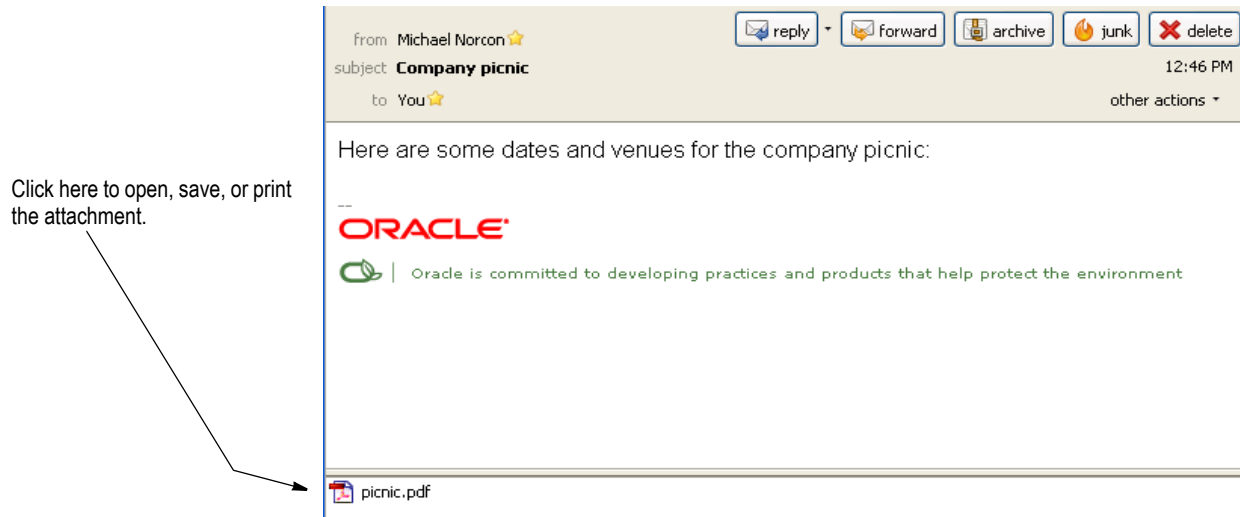 from Michael Norcon
reply forward archive junk delete
subject Company picnic
12:46 PM
to You
other actions
Here are some dates and venues for the company picnic:
Click here to open, save, or print
the attachment.
--
ORACLE
Oracle is committed to developing practices and products that help protect the environment
picnic.pdf